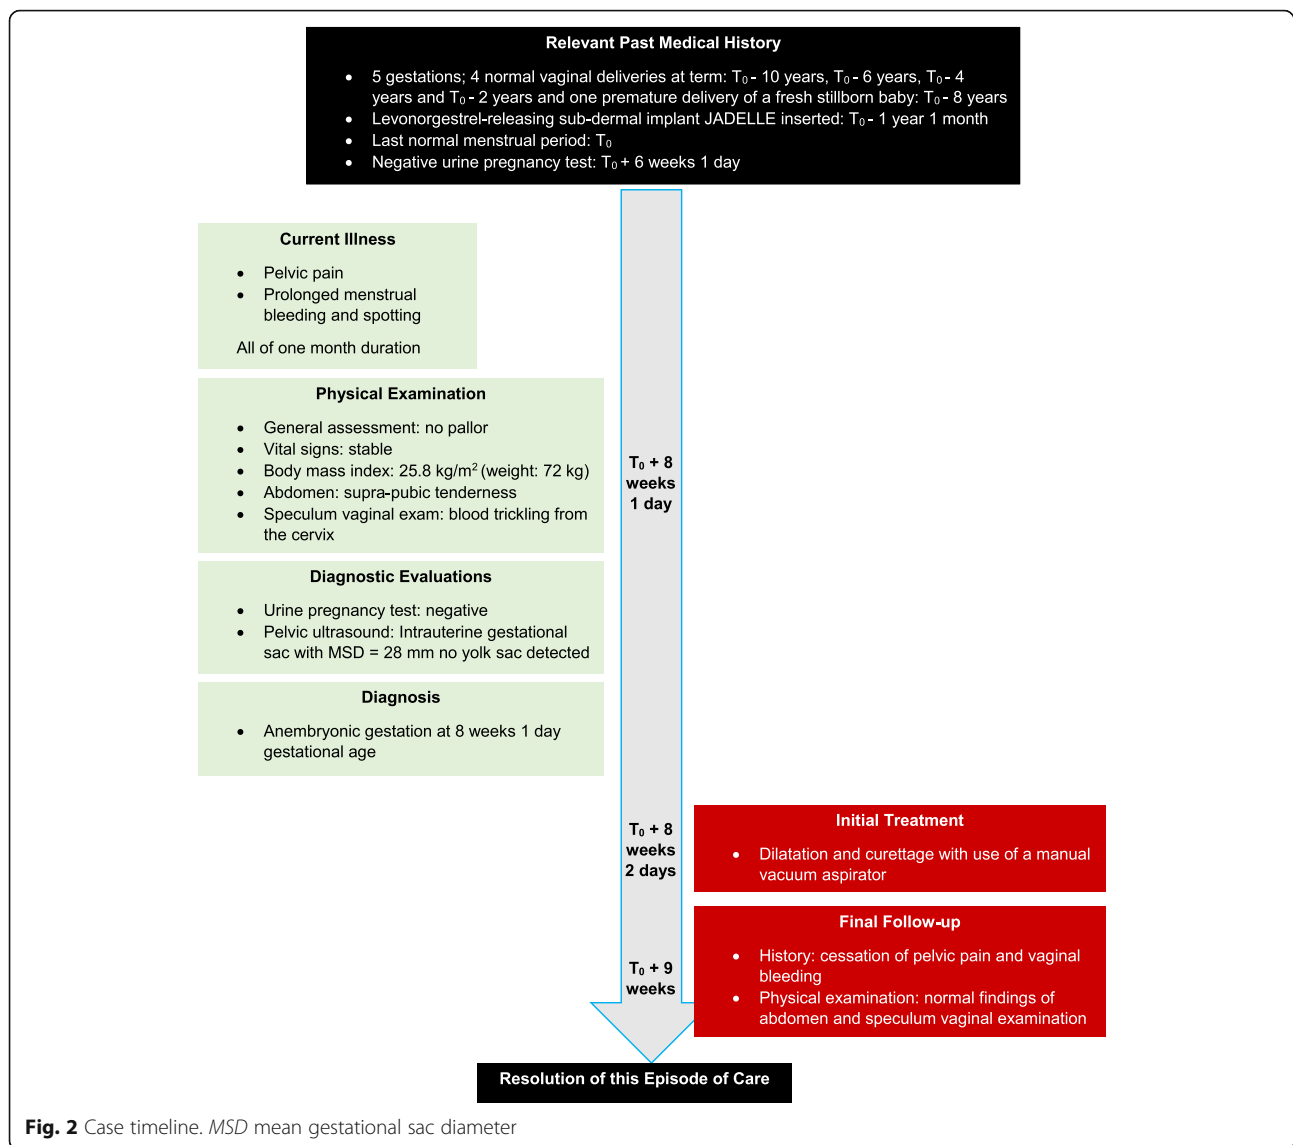 Relevant Past Medical History
• 5 gestations; 4 normal vaginal deliveries at term: T₀ - 10 years, T₀ - 6 years, T₀ - 4
years and T₀ - 2 years and one premature delivery of a fresh stillborn baby: T₀ - 8 years
• Levonorgestrel-releasing sub-dermal implant JADELLE inserted: T₀ - 1 year 1 month
• Last normal menstrual period: T₀
• Negative urine pregnancy test: T₀ + 6 weeks 1 day
Current Illness
• Pelvic pain
• Prolonged menstrual
bleeding and spotting
All of one month duration
Physical Examination
• General assessment: no pallor
• Vital signs: stable
• Body mass index: 25.8 kg/m² (weight: 72 kg)
• Abdomen: supra-pubic tenderness
• Speculum vaginal exam: blood trickling from
the cervix
T₀ + 8
weeks
1 day
Diagnostic Evaluations
• Urine pregnancy test: negative
• Pelvic ultrasound: Intrauterine gestational
sac with MSD = 28 mm no yolk sac detected
Diagnosis
• Anembryonic gestation at 8 weeks 1 day
gestational age
T₀ + 8
weeks
2 days
Initial Treatment
• Dilatation and curettage with use of a manual
vacuum aspirator
T₀ + 9
weeks
Final Follow-up
• History: cessation of pelvic pain and vaginal
bleeding
• Physical examination: normal findings of
abdomen and speculum vaginal examination
Resolution of this Episode of Care
Fig. 2 Case timeline. MSD mean gestational sac diameter